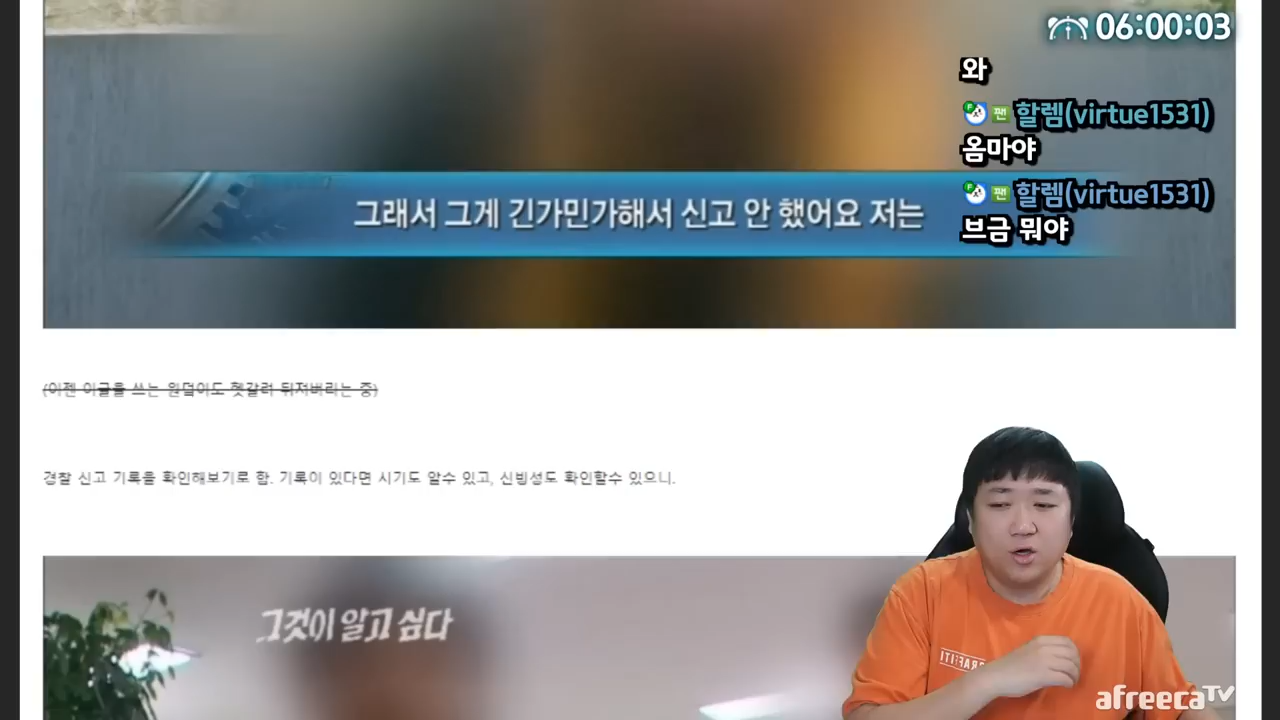 06:00:03
와
할렘(virtue1531)
옴마야
할렘(virtue1531)
브금 뭐야
그래서 그게 긴가민가해서 신고 안 했어요 저는
(이젠 이글을 쓰는 원덬이도 헷갈려 뒤져버리는 중)
경찰 신고 기록을 확인해보기로 함. 기록이 있다면 시기도 알수 있고, 신빙성도 확인할수 있으니.
그것이 알고 싶다
afreecaTV